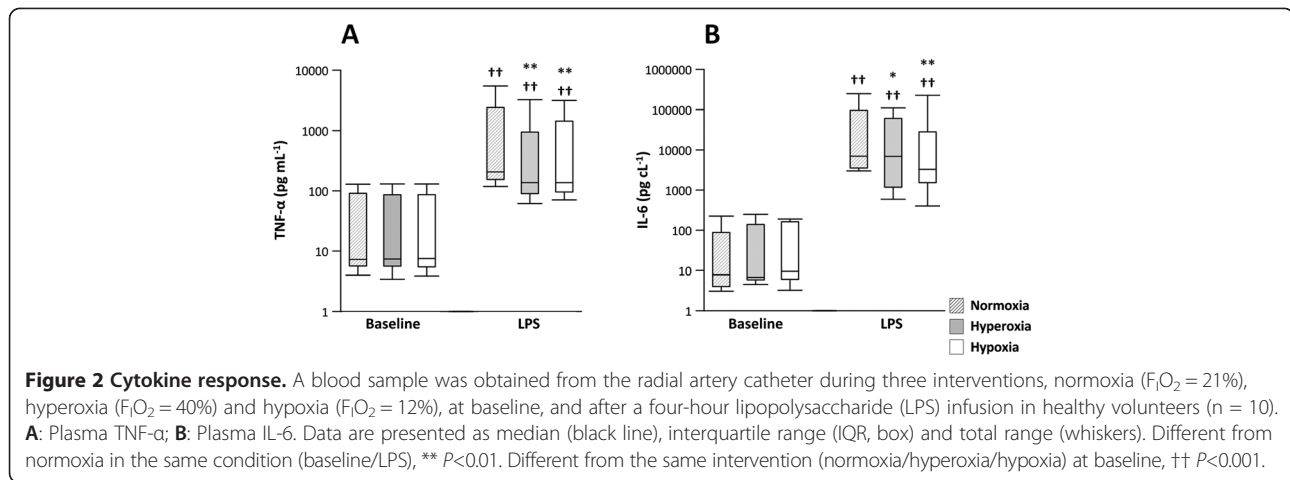 A
B
10000
1000
100
10
1
TNF-α (pg mL⁻¹)
†† ** **
†† ††
Baseline LPS
1000000
100000
10000
1000
100
10
1
IL-6 (pg cL⁻¹)
**
†† * ††
††
Baseline LPS
Normoxia
Hyperoxia
Hypoxia
Figure 2 Cytokine response. A blood sample was obtained from the radial artery catheter during three interventions, normoxia (FIO2 = 21%),
hyperoxia (FIO2 = 40%) and hypoxia (FIO2 = 12%), at baseline, and after a four-hour lipopolysaccharide (LPS) infusion in healthy volunteers (n = 10).
A: Plasma TNF-α; B: Plasma IL-6. Data are presented as median (black line), interquartile range (IQR, box) and total range (whiskers). Different from
normoxia in the same condition (baseline/LPS), ** P<0.01. Different from the same intervention (normoxia/hyperoxia/hypoxia) at baseline, †† P<0.001.